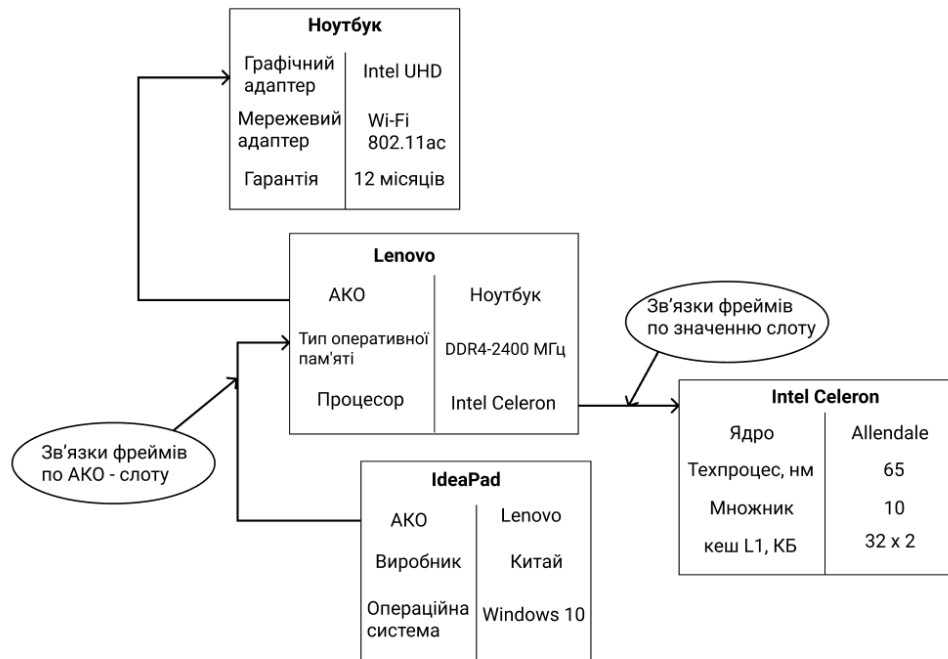 Ноутбук
Графічний
адаптер
Intel UHD
Мережевий
адаптер
Wi-Fi
802.11ac
Гарантія
12 місяців
Lenovo
АКО
Ноутбук
Тип оперативної
пам'яті
DDR4-2400 МГц
Процесор
Intel Celeron
Зв'язки фреймів
по значенню слоту
Зв'язки фреймів
по АКО - слоту
IdeaPad
АКО
Lenovo
Виробник
Китай
Операційна
система
Windows 10
Intel Celeron
Ядро
Allendale
Техпроцес, нм
65
Множник
10
кеш L1, КБ
32 x 2